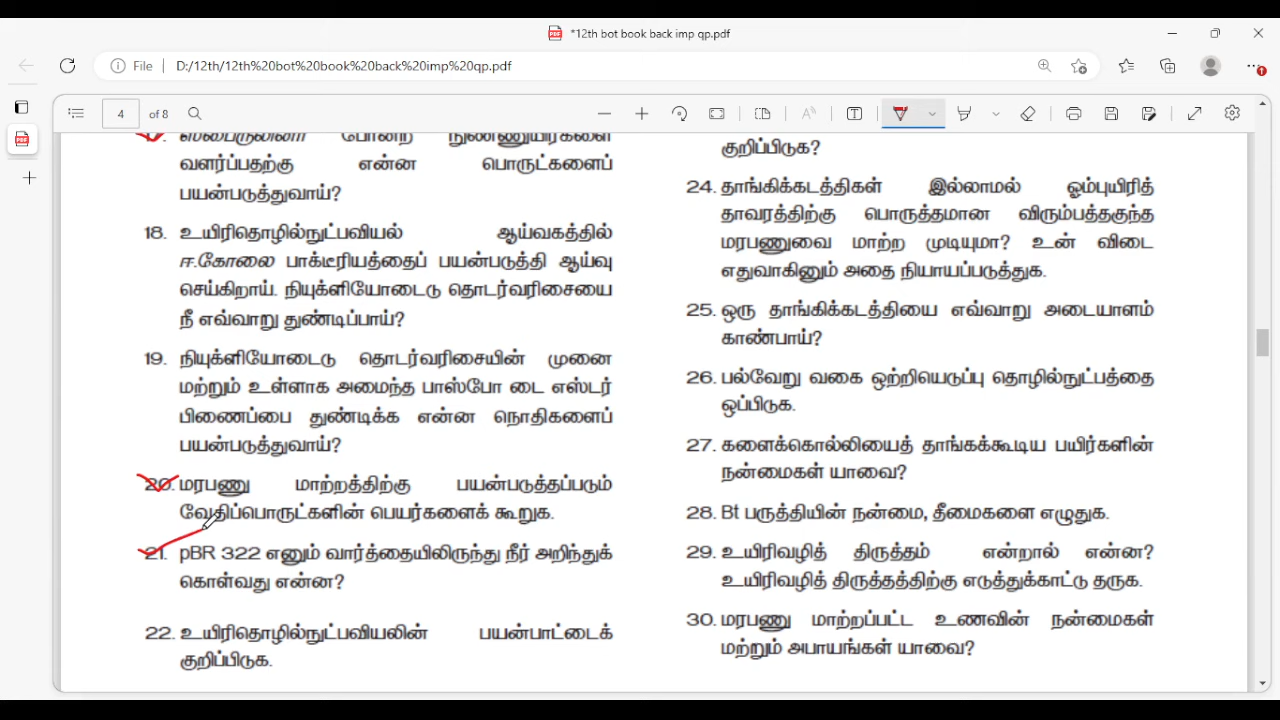 *12th bot book back imp qp.pdf
File D:/12th/12th%20bot%20book%20back%20imp%20qp.pdf
4 of 8
17. ஸ்பைருலினா போன்ற நுண்ணுயிர்களை
வளர்ப்பதற்கு என்ன பொருட்களைப்
பயன்படுத்துவாய்?
18. உயிரிதொழில்நுட்பவியல் ஆய்வகத்தில்
ஈ.கோலை பாக்டீரியத்தைப் பயன்படுத்தி ஆய்வு
செய்கிறாய். நியுக்ளியோடைடு தொடர்வரிசையை
நீ எவ்வாறு துண்டிப்பாய்?
19. நியுக்ளியோடைடு தொடர்வரிசையின் முனை
மற்றும் உள்ளாக அமைந்த பாஸ்போ டை எஸ்டர்
பிணைப்பை துண்டிக்க என்ன நொதிகளைப்
பயன்படுத்துவாய்?
20. மரபணு மாற்றத்திற்கு பயன்படுத்தப்படும்
வேதிப்பொருட்களின் பெயர்களைக் கூறுக.
21. pBR 322 எனும் வார்த்தையிலிருந்து நீர் அறிந்துக்
கொள்வது என்ன?
22. உயிரிதொழில்நுட்பவியலின் பயன்பாட்டைக்
குறிப்பிடுக.
குறிப்பிடுக?
24. தாங்கிக்கடத்திகள் இல்லாமல் ஓம்புயிரித்
தாவரத்திற்கு பொருத்தமான விரும்பத்தகுந்த
மரபணுவை மாற்ற முடியுமா? உன் விடை
எதுவாகினும் அதை நியாயப்படுத்துக.
25. ஒரு தாங்கிக்கடத்தியை எவ்வாறு அடையாளம்
காண்பாய்?
26. பல்வேறு வகை ஒற்றியெடுப்பு தொழில்நுட்பத்தை
ஒப்பிடுக.
27. களைக்கொல்லியைத் தாங்கக்கூடிய பயிர்களின்
நன்மைகள் யாவை?
28. Bt பருத்தியின் நன்மை, தீமைகளை எழுதுக.
29. உயிரிவழித் திருத்தம் என்றால் என்ன?
உயிரிவழித் திருத்தத்திற்கு எடுத்துக்காட்டு தருக.
30. மரபணு மாற்றப்பட்ட உணவின் நன்மைகள்
மற்றும் அபாயங்கள் யாவை?